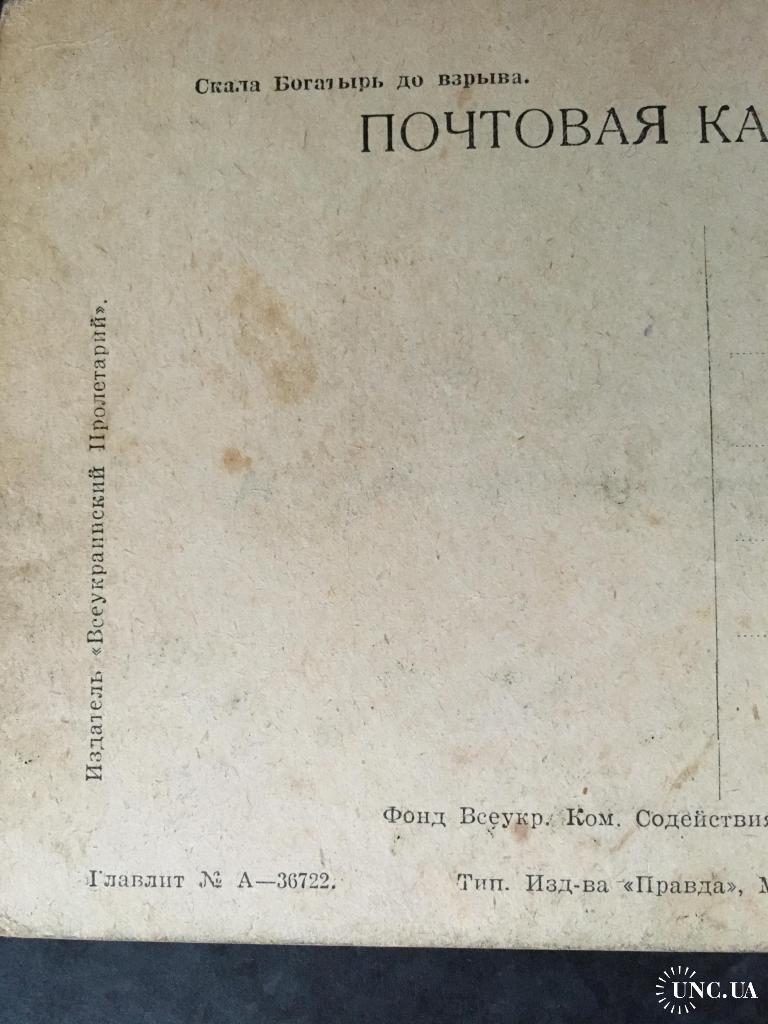 Скала Богатырь до взрыва.
ПОЧТОВАЯ КА
Издатель «Всеукраинский Пролетарий».
Фонд Всеукр. Ком. Содействия
Главлит № А—36722.
Тип. Изд-ва «Правда», М
UNC.UA